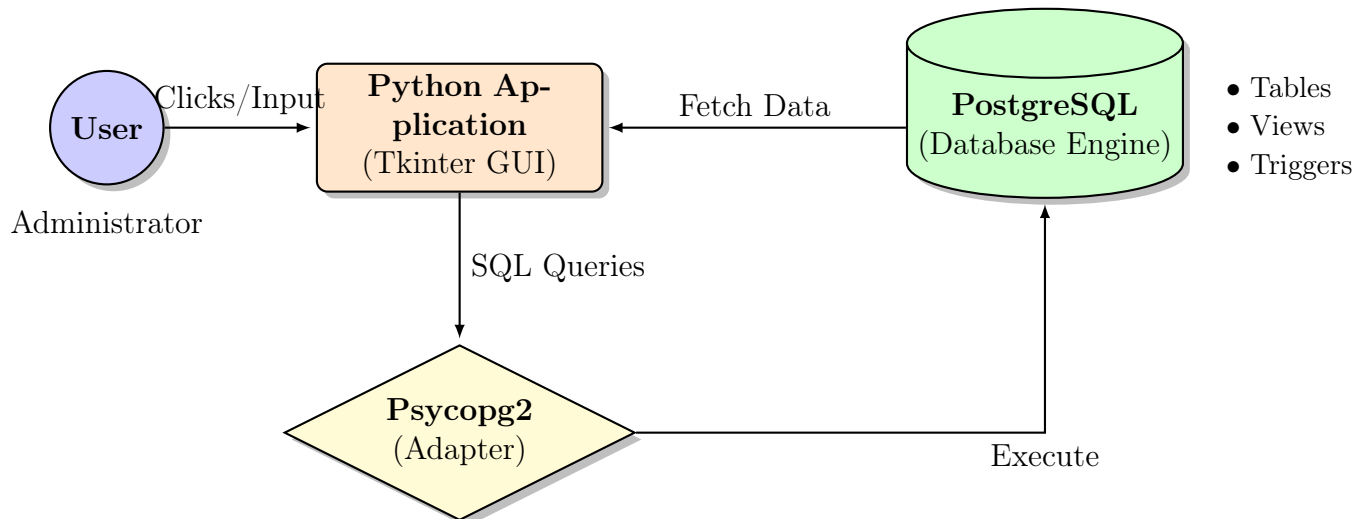 User
Administrator
Clicks/Input
Python Ap-
plication
(Tkinter GUI)
Fetch Data
PostgreSQL
(Database Engine)
• Tables
• Views
• Triggers
SQL Queries
Psycopg2
(Adapter)
Execute